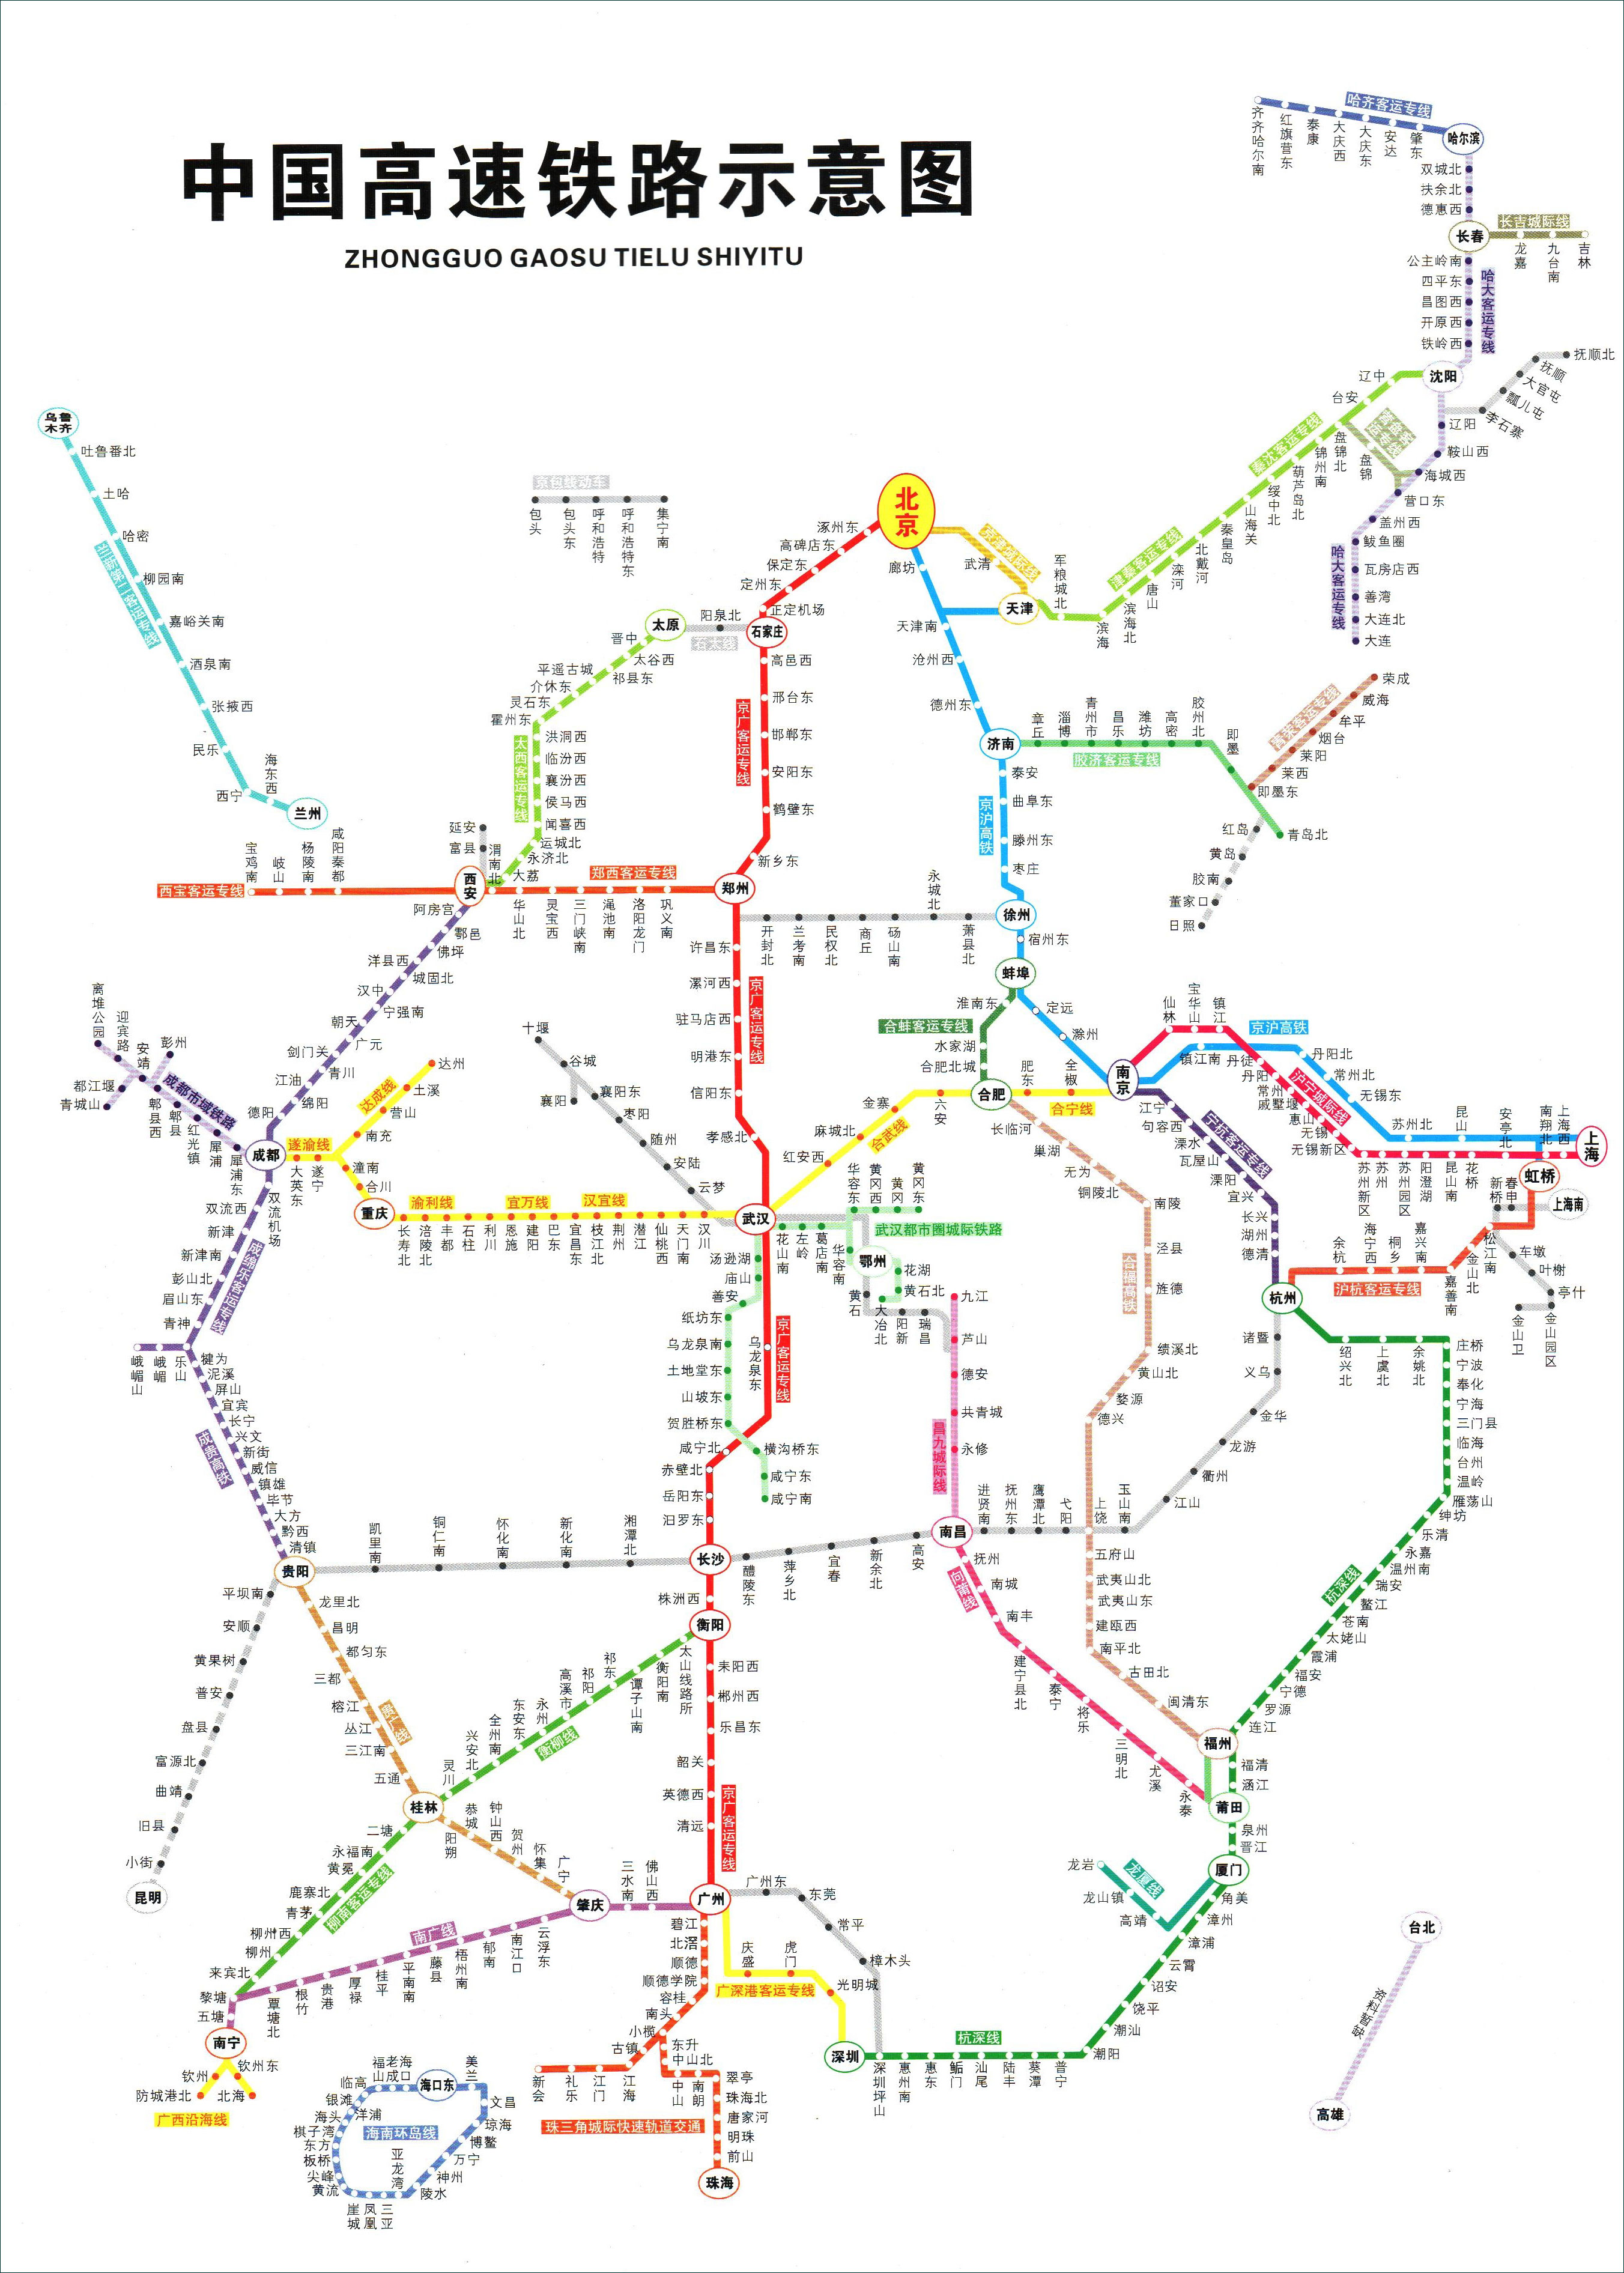 中国高速铁路示意图
ZHONGGUO GAOSU TIELU SHIYITU
哈齐客运专线
齐齐哈尔南
红旗营东
泰康
大庆西
大庆东
安达
肇东
哈尔滨
双城北
扶余北
德惠西
长春
长吉城际线
龙嘉
九台南
吉林
公主岭南
四平东
昌图西
开原西
铁岭西
哈大客运专线
沈阳
抚顺北
抚顺
大官屯
瓢儿屯
李石寨
辽中
台安
辽阳
鞍山西
海城西
营口东
盖州西
鲅鱼圈
瓦房店西
善湾
大连北
大连
哈大客运专线
盘锦北
盘锦
秦沈客运专线
锦州南
葫芦岛北
绥中北
山海关
秦皇岛
北戴河
滦河
唐山
滨海北
滨海
津秦客运专线
军粮城北
天津
武清
北京
乌鲁木齐
吐鲁番北
土哈
哈密
柳园南
嘉峪关南
酒泉南
张掖西
民乐
西宁
海东西
兰州
京包线动车
包头
包头东
呼和浩特
呼和浩特东
集宁南
涿州东
高碑店东
保定东
定州东
正定机场
石家庄
阳泉北
石太线
太原
晋中
太谷西
祁县东
平遥古城
介休东
灵石东
霍州东
洪洞西
临汾西
襄汾西
侯马西
闻喜西
运城北
永济北
大荔
太西客运专线
高邑西
邢台东
邯郸东
安阳东
鹤壁东
新乡东
京广客运专线
郑州
廊坊
天津南
沧州西
德州东
济南
章丘
淄博
青州市
昌乐
潍坊
高密
胶州北
即墨
胶济客运专线
荣成
威海
牟平
烟台
莱阳
莱西
即墨东
青岛北
红岛
黄岛
胶南
董家口
日照
泰安
曲阜东
滕州东
枣庄
京沪高铁
徐州
宿州东
蚌埠
西宝客运专线
宝鸡南
岐山
杨陵南
咸阳秦都
延安
富县
渭南北
西安
郑西客运专线
华山北
灵宝西
三门峡南
渑池南
洛阳龙门
巩义南
开封北
兰考南
民权北
商丘
砀山南
永城北
萧县北
许昌东
漯河西
驻马店西
明港东
信阳东
孝感北
京广客运专线
武汉
阿房宫
鄠邑
佛坪
洋县西
城固北
汉中
宁强南
朝天
广元
剑门关
青川
江油
绵阳
德阳
成都
离堆公园
迎宾路
安靖
彭州
都江堰
青城山
郫县西
郫县
红光镇
犀浦
犀浦东
成都市域铁路
达州
土溪
营山
南充
达成线
遂渝线
大英东
遂宁
潼南
合川
重庆
渝利线
宜万线
汉宜线
长寿北
涪陵北
丰都
石柱
利川
恩施
建阳
巴东
宜昌东
枝江北
荆州
潜江
仙桃西
天门南
汉川
十堰
谷城
襄阳
襄阳东
枣阳
随州
安陆
云梦
淮南东
合蚌客运专线
水家湖
合肥北城
合肥
定远
滁州
肥东
全椒
合宁线
南京
六安
金寨
麻城北
红安西
合武线
仙林
宝华山
镇江
京沪高铁
镇江南
丹徒
丹阳
常州
戚墅堰
惠山
无锡
无锡新区
丹阳北
常州北
无锡东
沪宁城际线
苏州北
昆山
安亭北
南翔北
上海西
上海
苏州新区
苏州
苏州园区
阳澄湖
昆山南
花桥
虹桥
春申
新桥
上海南
松江南
车墩
叶榭
亭什
金山园区
金山卫
金山北
嘉善南
嘉兴南
桐乡
海宁西
余杭
沪杭客运专线
江宁
句容西
溧水
瓦屋山
溧阳
宜兴
长兴
湖州
德清
宁杭客运专线
杭州
诸暨
义乌
金华
龙游
衢州
江山
绍兴北
上虞北
余姚北
庄桥
宁波
奉化
宁海
三门县
临海
台州
温岭
雁荡山
绅坊
乐清
永嘉
温州南
瑞安
鳌江
苍南
太姥山
霞浦
福安
宁德
罗源
连江
杭深线
长临河
巢湖
无为
铜陵北
南陵
泾县
旌德
绩溪北
黄山北
婺源
德兴
合福高铁
上饶
五府山
武夷山北
武夷山东
建瓯西
南平北
古田北
闽清东
福州
福清
涵江
莆田
泉州
晋江
厦门
华容东
黄冈西
黄冈
黄冈东
武汉都市圈城际铁路
花山南
左岭
葛店南
华容南
鄂州
花湖
黄石北
黄石
大冶北
阳新
瑞昌
九江
芦山
德安
共青城
永修
昌九城际线
南昌
汤逊湖
庙山
善安
纸坊东
乌龙泉南
土地堂东
山坡东
贺胜桥东
横沟桥东
咸宁东
咸宁南
乌龙泉东
京广客运专线
咸宁北
赤壁北
岳阳东
汩罗东
长沙
株洲西
衡阳
进贤南
抚州东
鹰潭北
弋阳
玉山南
醴陵东
萍乡北
宜春
新余北
高安
抚州
南城
南丰
建宁县北
泰宁
将乐
三明北
尤溪
永泰
向莆线
双流机场
双流西
新津
新津南
彭山北
眉山东
青神
成绵乐客运专线
峨嵋山
峨嵋
乐山
犍为
泥溪
屏山
宜宾
长宁
兴文
新街
威信
镇雄
毕节
大方
黔西
清镇
成贵高铁
贵阳
凯里南
铜仁南
怀化南
新化南
湘潭北
平坝南
安顺
黄果树
普安
盘县
富源北
曲靖
旧县
小街
昆明
龙里北
昌明
都匀东
三都
榕江
丛江
三江南
五通
贵广线
桂林
太山线路所
衡阳南
谭子山南
祁东
祁阳
高溪市
永州
东安东
全州南
兴安北
灵川
衡柳线
耒阳西
郴州西
乐昌东
韶关
英德西
清远
京广客运专线
广州
恭城
阳朔
钟山西
贺州
怀集
广宁
肇庆
三水南
佛山西
二塘
永福南
黄冕
鹿寨北
青茅
柳州西
柳州
来宾北
黎塘
五塘
柳南客运专线
南广线
覃塘北
根竹
贵港
厚禄
桂平
平南南
藤县
梧州南
郁南
南江口
云浮东
南宁
钦州
钦州东
防城港北
北海
广西沿海线
碧江
北滘
顺德
顺德学院
容桂
南头
小榄
古镇
东升
中山北
江海
江门
礼乐
新会
中山
南朗
翠亭
珠海北
唐家河
明珠
前山
珠海
珠三角城际快速轨道交通
广州东
东莞
常平
樟木头
庆盛
虎门
光明城
广深港客运专线
深圳
深圳坪山
惠州南
惠东
鲘门
汕尾
陆丰
葵潭
普宁
潮阳
杭深线
潮汕
饶平
诏安
云霄
漳浦
漳州
角美
龙岩
龙山镇
高靖
龙厦线
海口东
美兰
文昌
琼海
博鳌
万宁
神州
陵水
亚龙湾
三亚
凤凰
崖城
黄流
尖峰
板桥
东方
棋子湾
海头
洋浦
银滩
临高
福山
老城
海口
海南环岛线
台北
高雄
资料暂缺